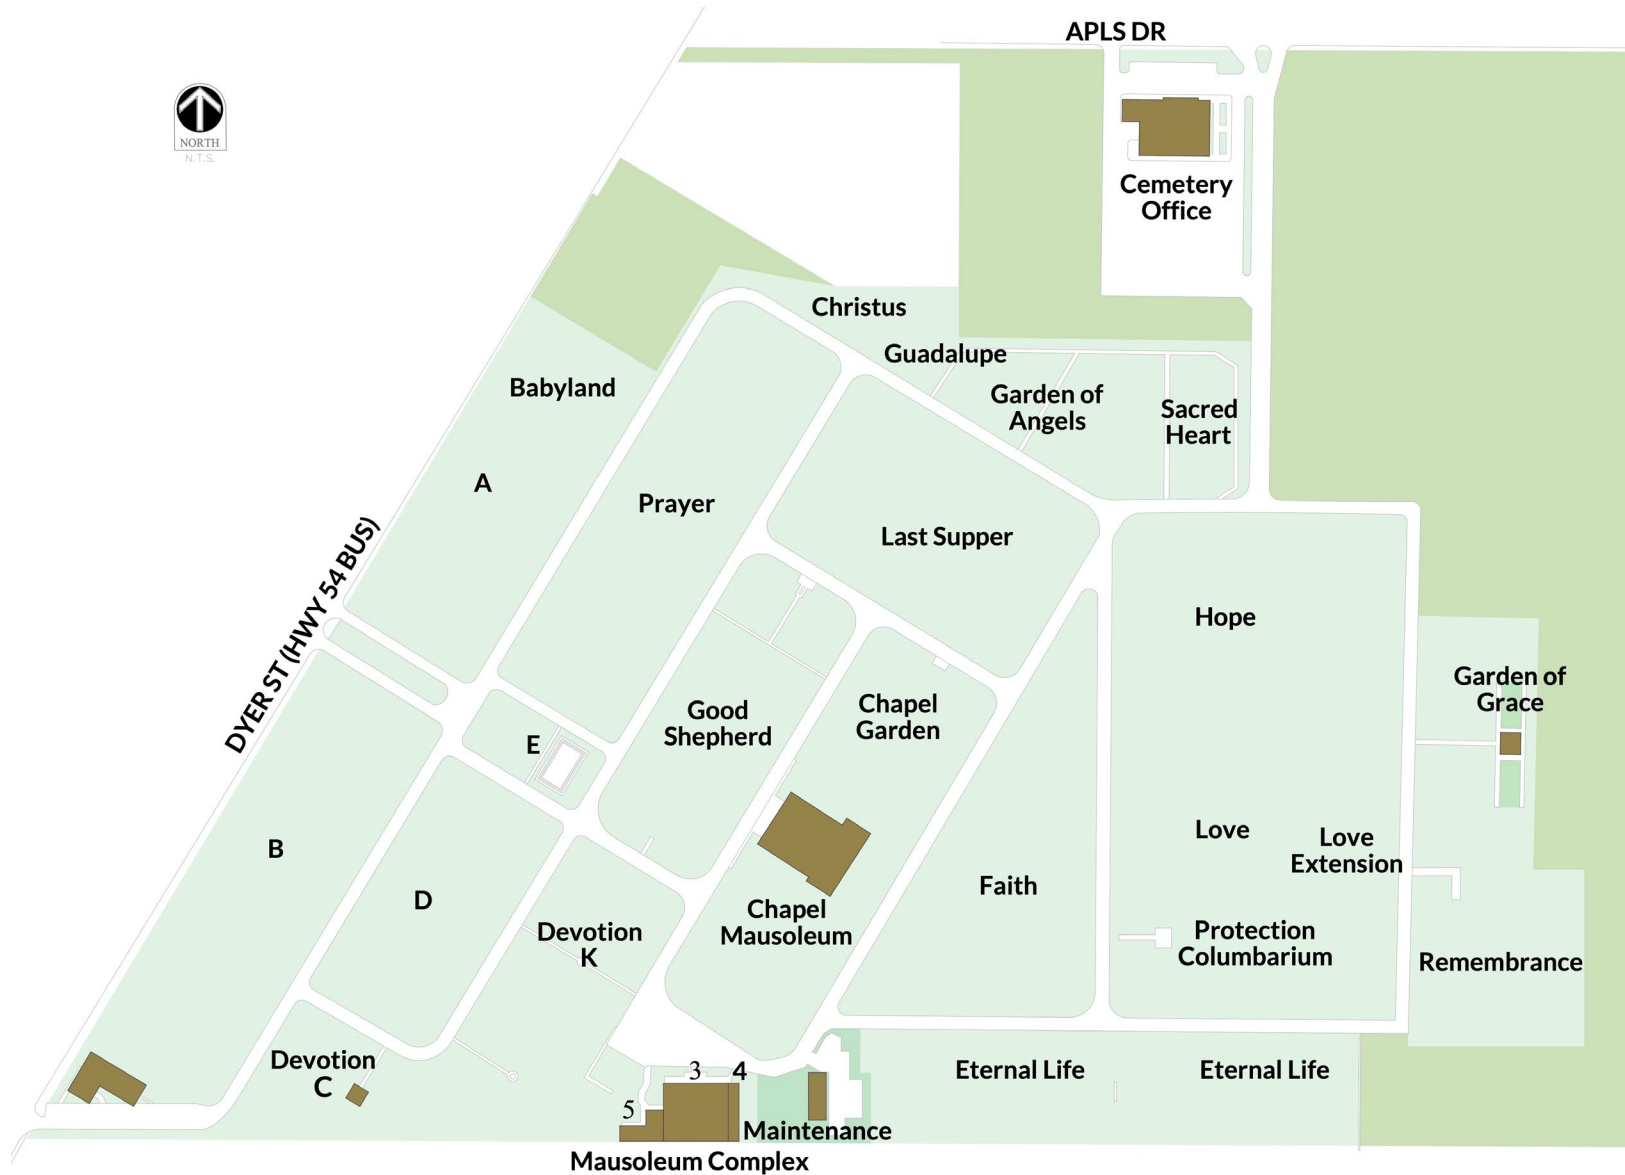 APLS DR
NORTH
N.T.S.
Cemetery
Office
Christus
Guadalupe
Babyland
Garden of
Angels
Sacred
Heart
A
Prayer
Last Supper
DYER ST (HWY 54 BUS)
Hope
Garden of
Grace
Good
Shepherd
Chapel
Garden
E
B
Love
Love
Extension
D
Faith
Chapel
Mausoleum
Devotion
K
Protection
Columbarium
Remembrance
Devotion
C
3
4
Eternal Life
Eternal Life
5
Maintenance
Mausoleum Complex